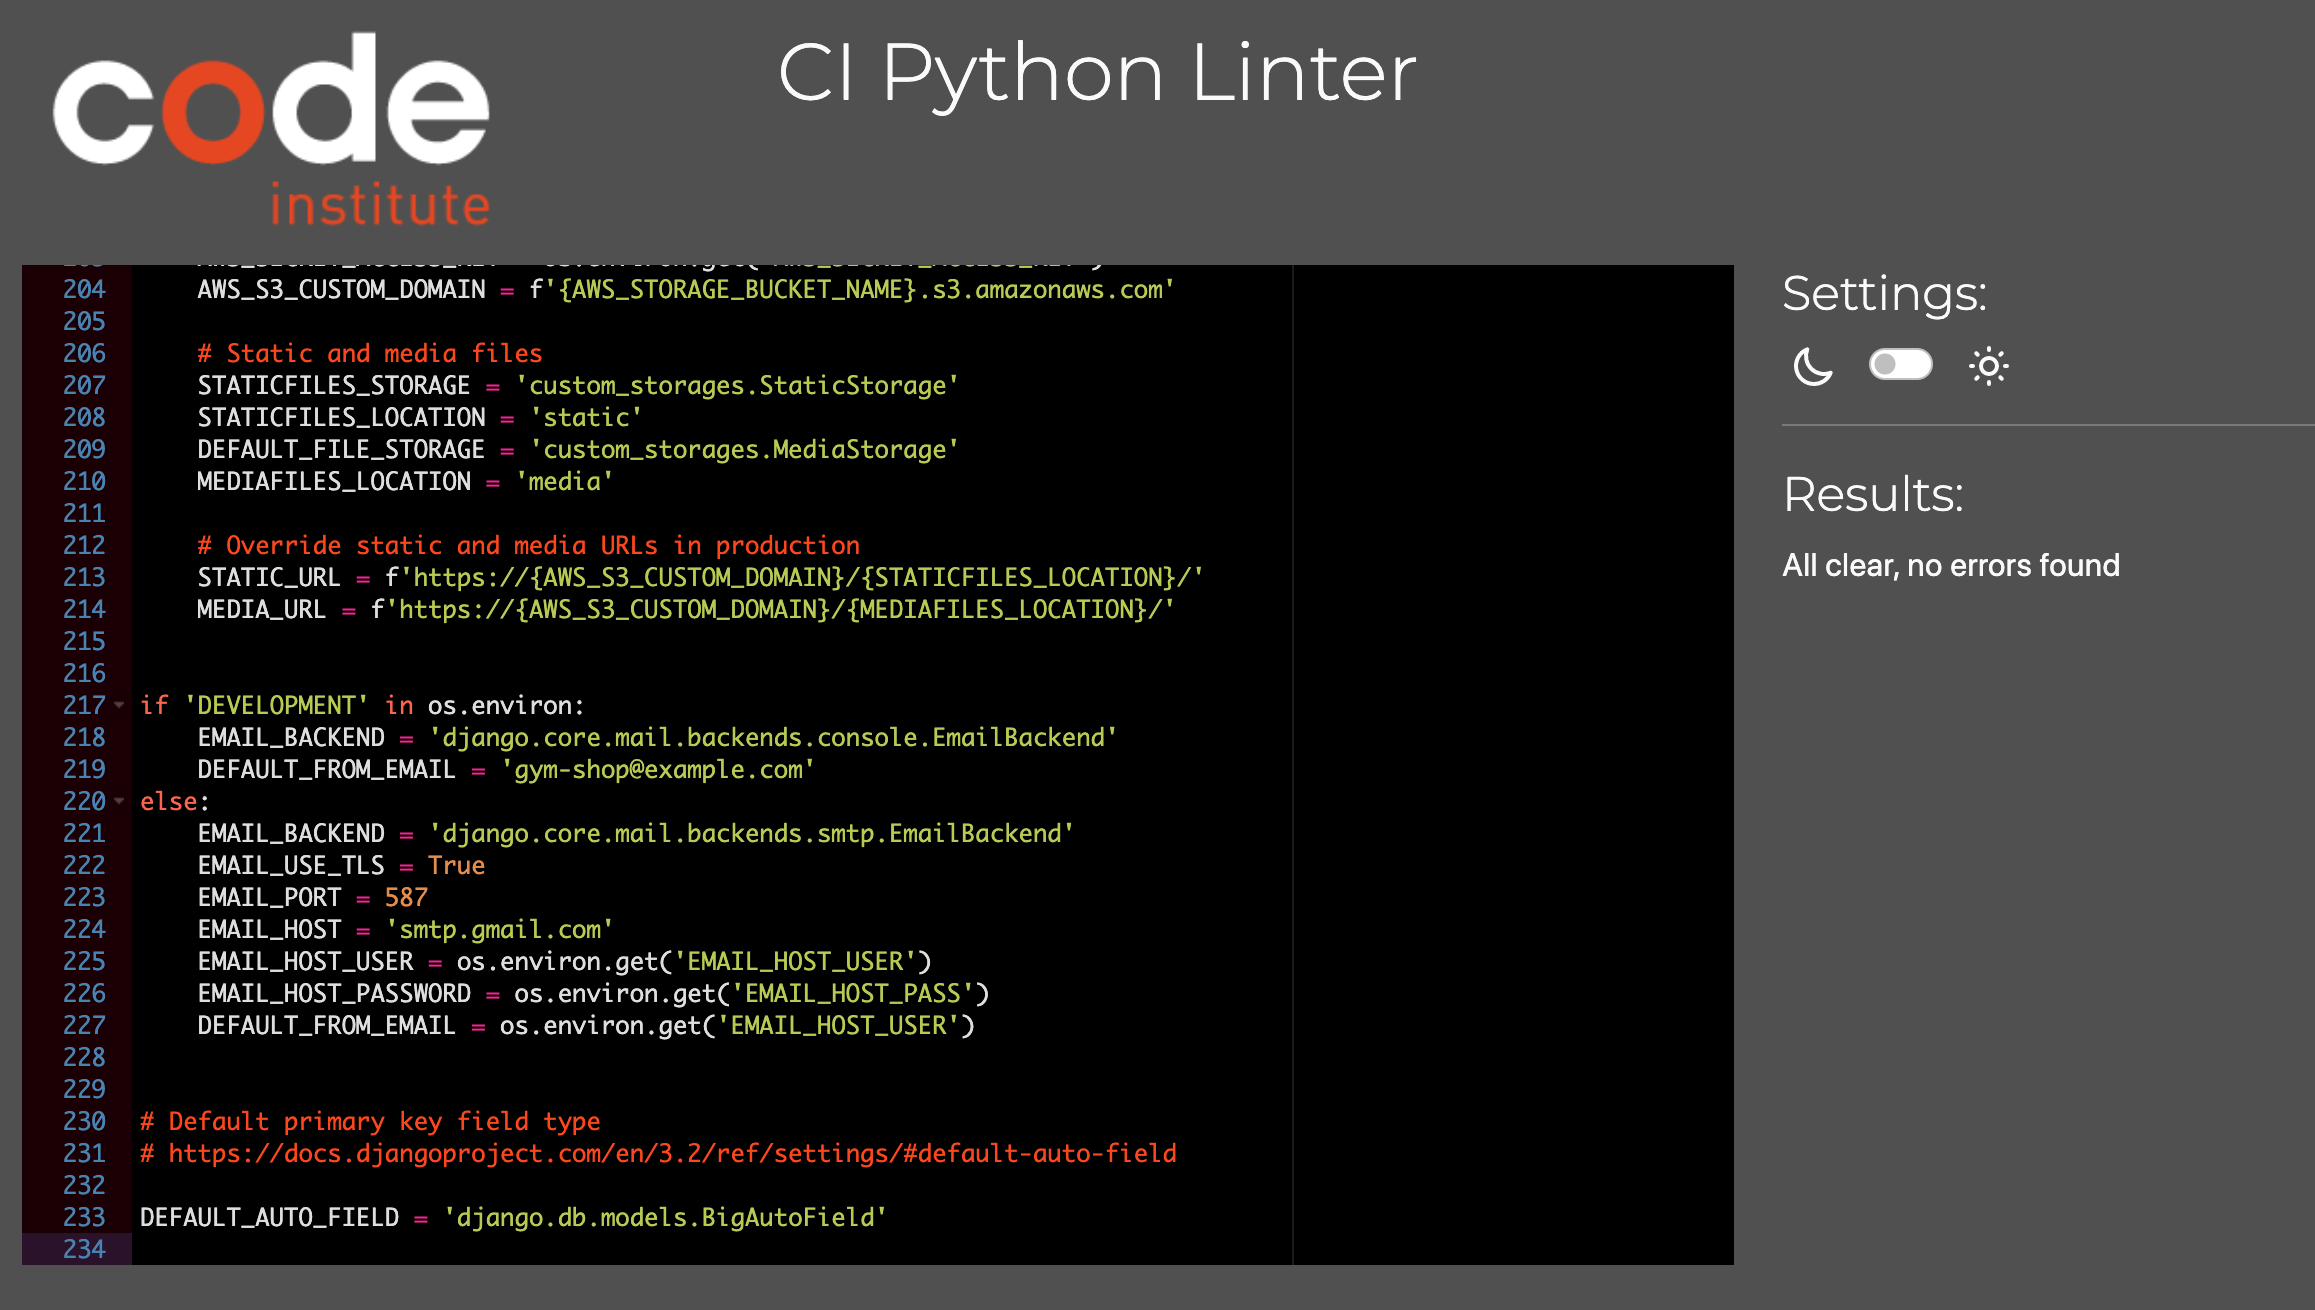 code
institute
CI Python Linter
204 AWS_S3_CUSTOM_DOMAIN = f'{AWS_STORAGE_BUCKET_NAME}.s3.amazonaws.com'
205
206 # Static and media files
207 STATICFILES_STORAGE = 'custom_storages.StaticStorage'
208 STATICFILES_LOCATION = 'static'
209 DEFAULT_FILE_STORAGE = 'custom_storages.MediaStorage'
210 MEDIAFILES_LOCATION = 'media'
211
212 # Override static and media URLs in production
213 STATIC_URL = f'https://{AWS_S3_CUSTOM_DOMAIN}/{STATICFILES_LOCATION}/'
214 MEDIA_URL = f'https://{AWS_S3_CUSTOM_DOMAIN}/{MEDIAFILES_LOCATION}/'
215
216
217 if 'DEVELOPMENT' in os.environ:
218 EMAIL_BACKEND = 'django.core.mail.backends.console.EmailBackend'
219 DEFAULT_FROM_EMAIL = 'gym-shop@example.com'
220 else:
221 EMAIL_BACKEND = 'django.core.mail.backends.smtp.EmailBackend'
222 EMAIL_USE_TLS = True
223 EMAIL_PORT = 587
224 EMAIL_HOST = 'smtp.gmail.com'
225 EMAIL_HOST_USER = os.environ.get('EMAIL_HOST_USER')
226 EMAIL_HOST_PASSWORD = os.environ.get('EMAIL_HOST_PASS')
227 DEFAULT_FROM_EMAIL = os.environ.get('EMAIL_HOST_USER')
228
229
230 # Default primary key field type
231 # https://docs.djangoproject.com/en/3.2/ref/settings/#default-auto-field
232
233 DEFAULT_AUTO_FIELD = 'django.db.models.BigAutoField'
234
Settings:
Results:
All clear, no errors found